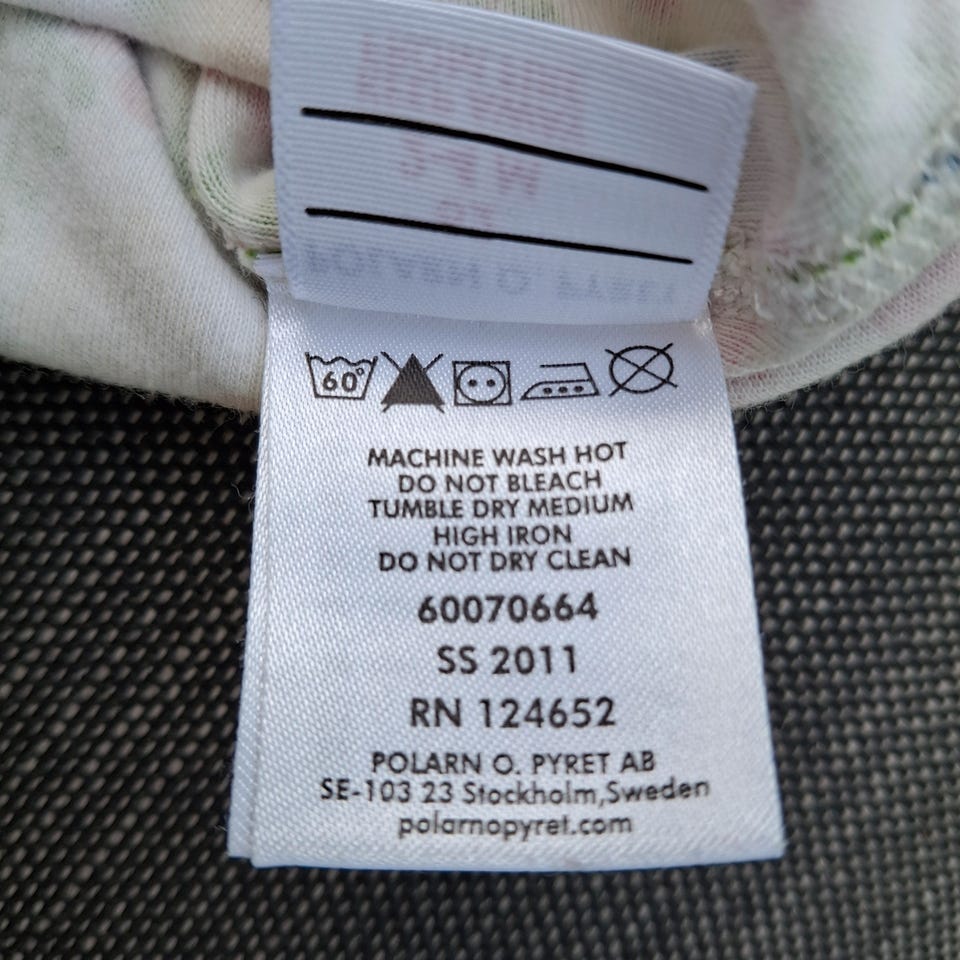 60°
MACHINE WASH HOT
DO NOT BLEACH
TUMBLE DRY MEDIUM
HIGH IRON
DO NOT DRY CLEAN
60070664
SS 2011
RN 124652
POLARN O. PYRET AB
SE-103 23 Stockholm,Sweden
polarnopyret.com